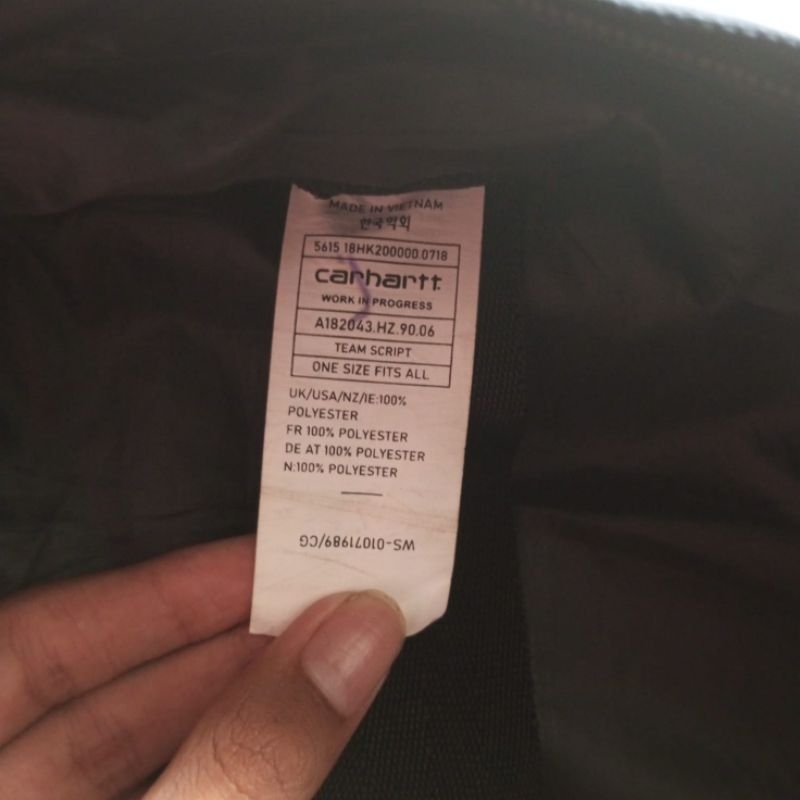 MADE IN VIETNAM
한국의회
5615 18HK200000.0718
carhartt
WORK IN PROGRESS
A182043.HZ.90.06
TEAM SCRIPT
ONE SIZE FITS ALL
UK/USA/NZ/IE:100%
POLYESTER
FR 100% POLYESTER
DE AT 100% POLYESTER
N:100% POLYESTER
WS-01071989/CG